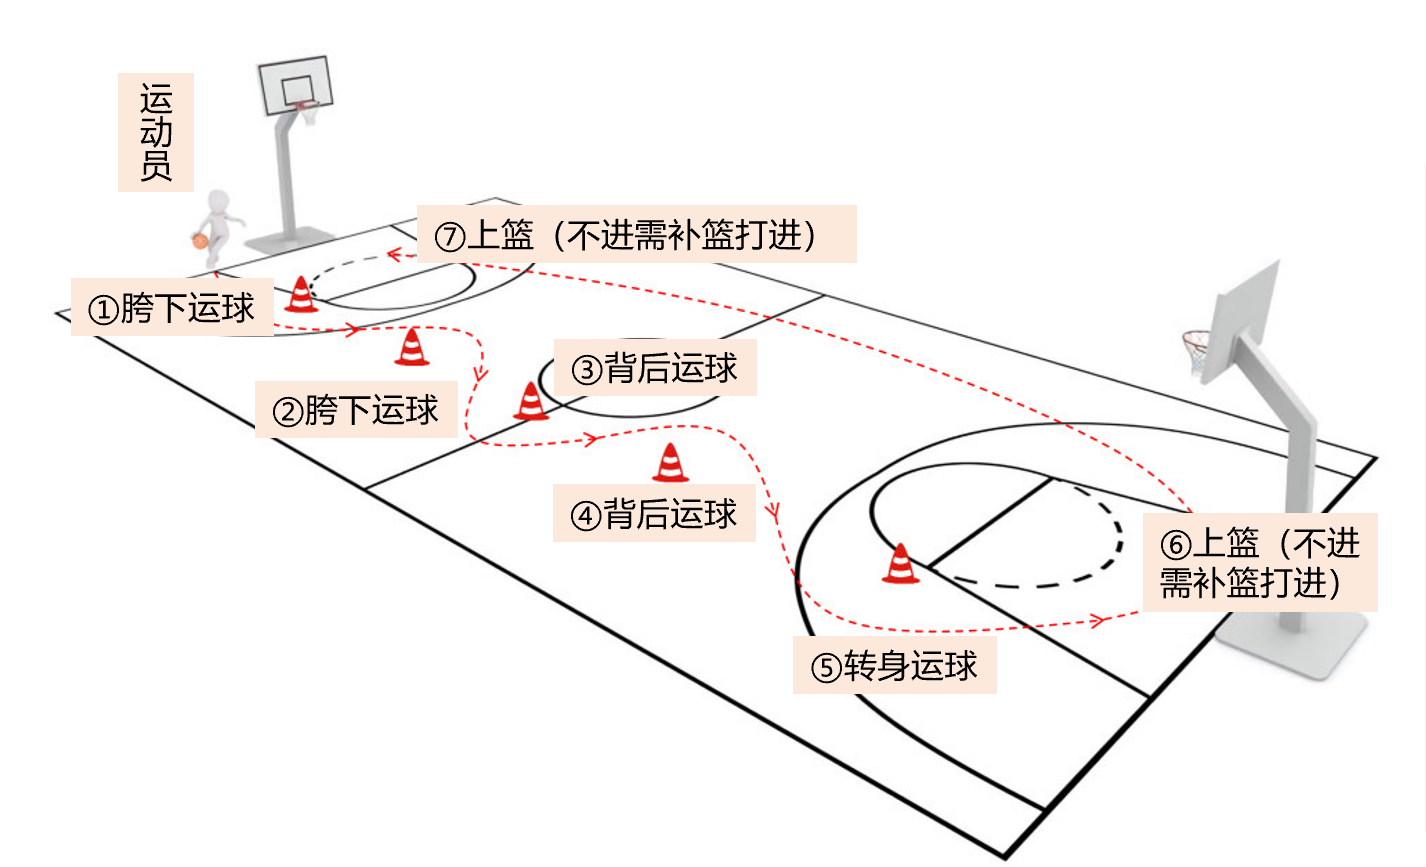 运动员
⑦上篮（不进需补篮打进）
①胯下运球
③背后运球
②胯下运球
④背后运球
⑥上篮（不进
需补篮打进）
⑤转身运球